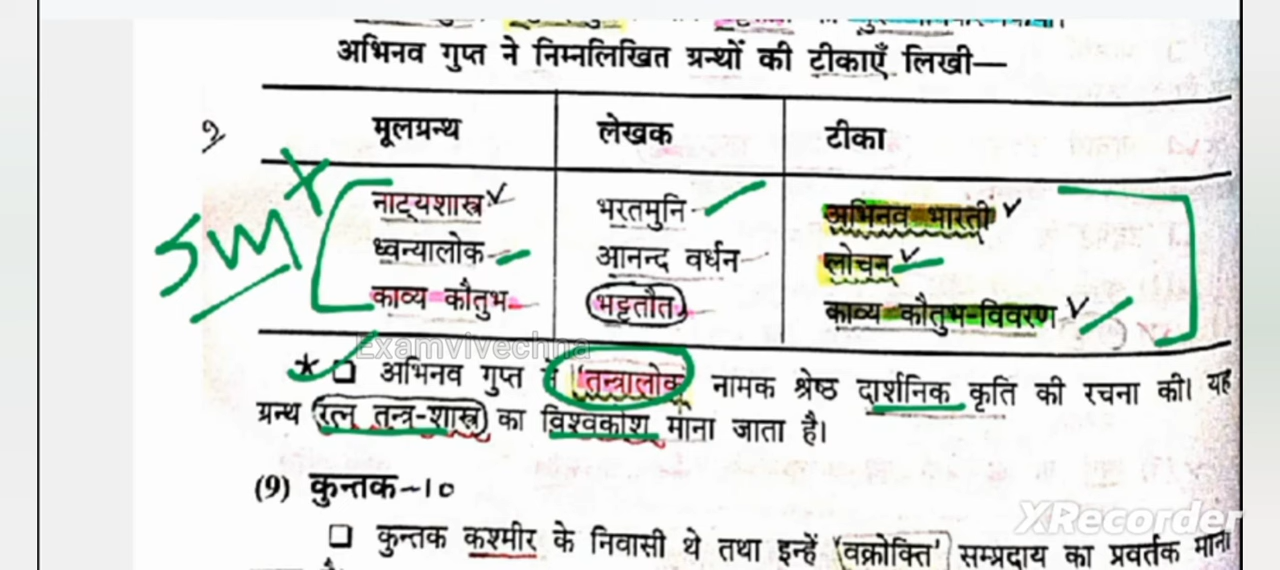 अभिनव गुप्त ने निम्नलिखित ग्रन्थों की टीकाएँ लिखी—
मूलग्रन्थ लेखक टीका
नाट्यशास्त्र भरतमुनि अभिनव भारती
ध्वन्यालोक आनन्द वर्धन लोचन
काव्य कौतुभ भट्टतौत काव्य कौतुभ-विवरण
Examvivechna
अभिनव गुप्त ने 'तन्त्रालोक' नामक श्रेष्ठ दार्शनिक कृति की रचना की। यह
ग्रन्थ रत्न तन्त्र-शास्त्र का विश्वकोश माना जाता है।
(9) कुन्तक-10
XRecorder
कुन्तक कश्मीर के निवासी थे तथा इन्हें 'वक्रोक्ति' सम्प्रदाय का प्रवर्तक माना